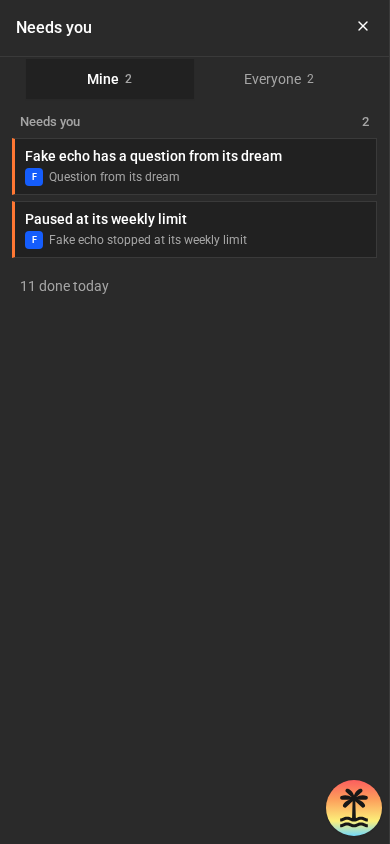 Needs you
Mine 2
Everyone 2
Needs you 2
Fake echo has a question from its dream
F Question from its dream
Paused at its weekly limit
F Fake echo stopped at its weekly limit
11 done today